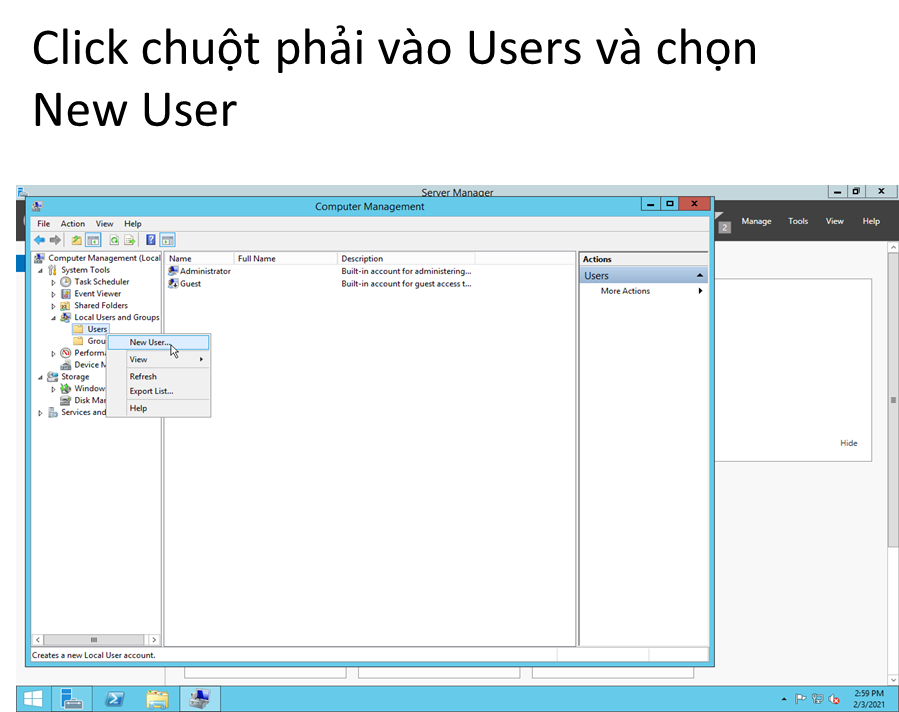 Click chuột phải vào Users và chọn
New User
Server Manager
Computer Management
File Action View Help
Manage Tools View Help
2
Computer Management (Local
System Tools
Task Scheduler
Event Viewer
Shared Folders
Local Users and Groups
Users
Grou
Performa
Device M
Storage
Window
Disk Mar
Services and
New User...
View
Refresh
Export List...
Help
Name Full Name Description
Administrator Built-in account for administering...
Guest Built-in account for guest access t...
Actions
Users
More Actions
Hide
Creates a new Local User account.
2:59 PM
2/3/2021